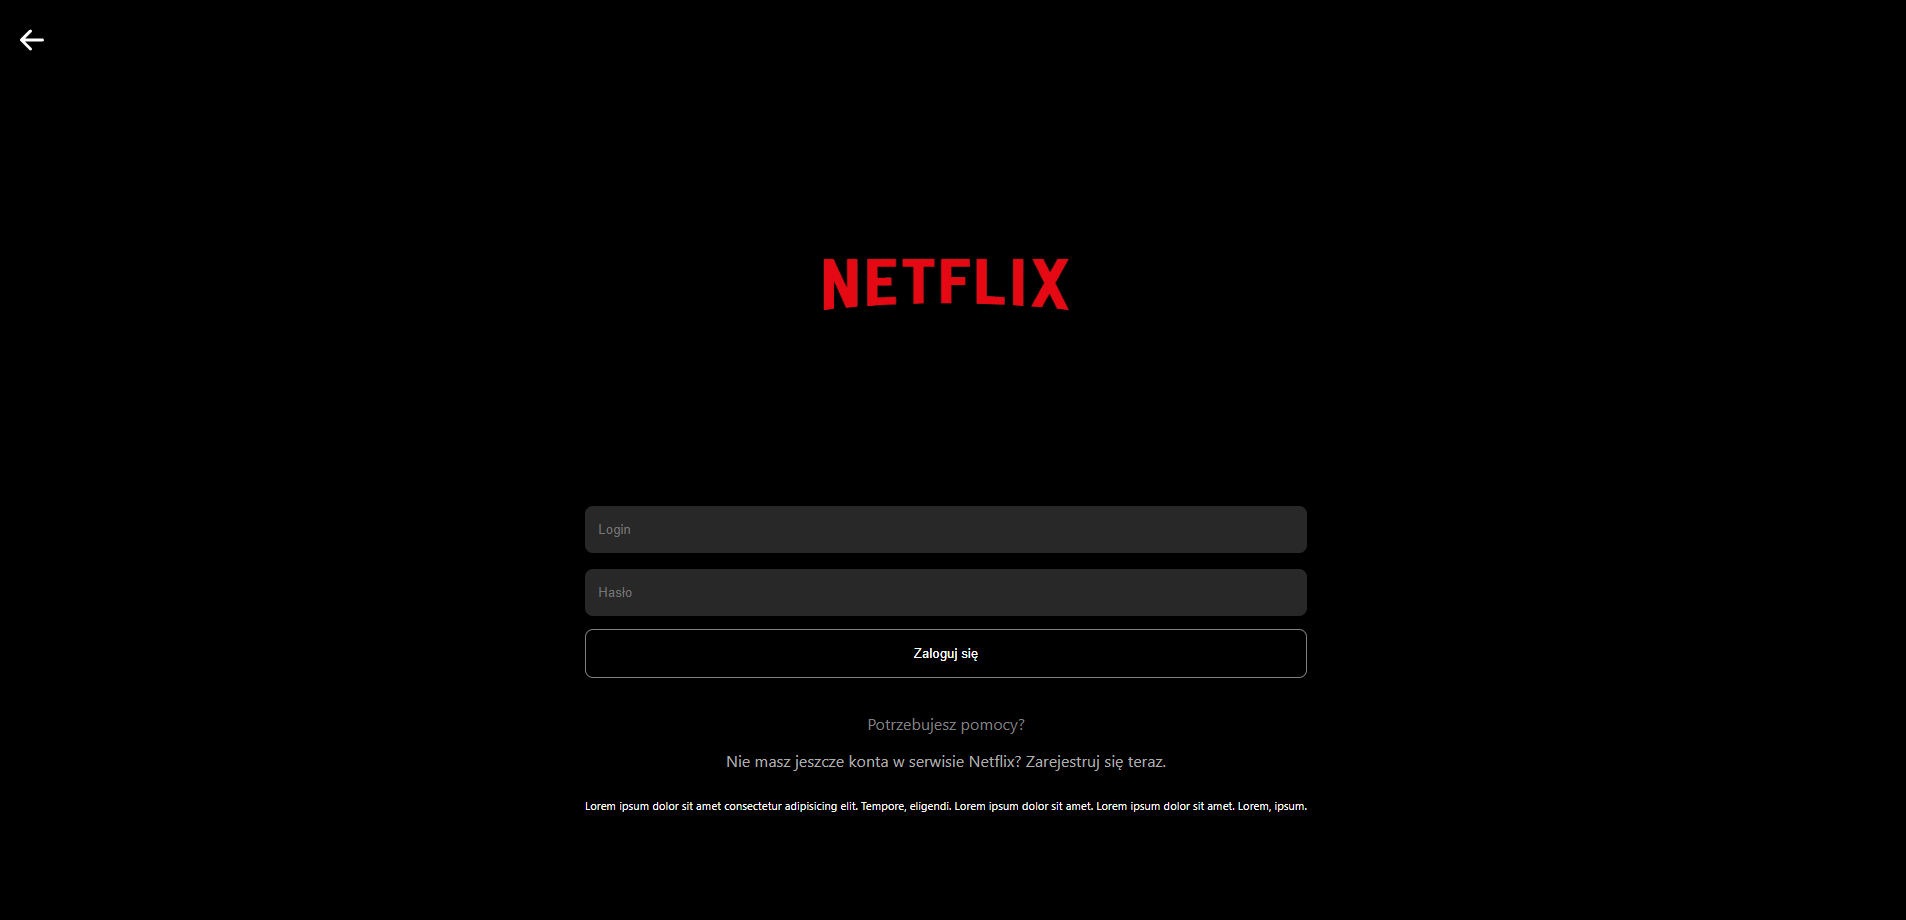 NETFLIX
Login
Hasło
Zaloguj się
Potrzebujesz pomocy?
Nie masz jeszcze konta w serwisie Netflix? Zarejestruj się teraz.
Lorem ipsum dolor sit amet consectetur adipisicing elit. Tempore, eligendi. Lorem ipsum dolor sit amet. Lorem ipsum dolor sit amet. Lorem, ipsum.